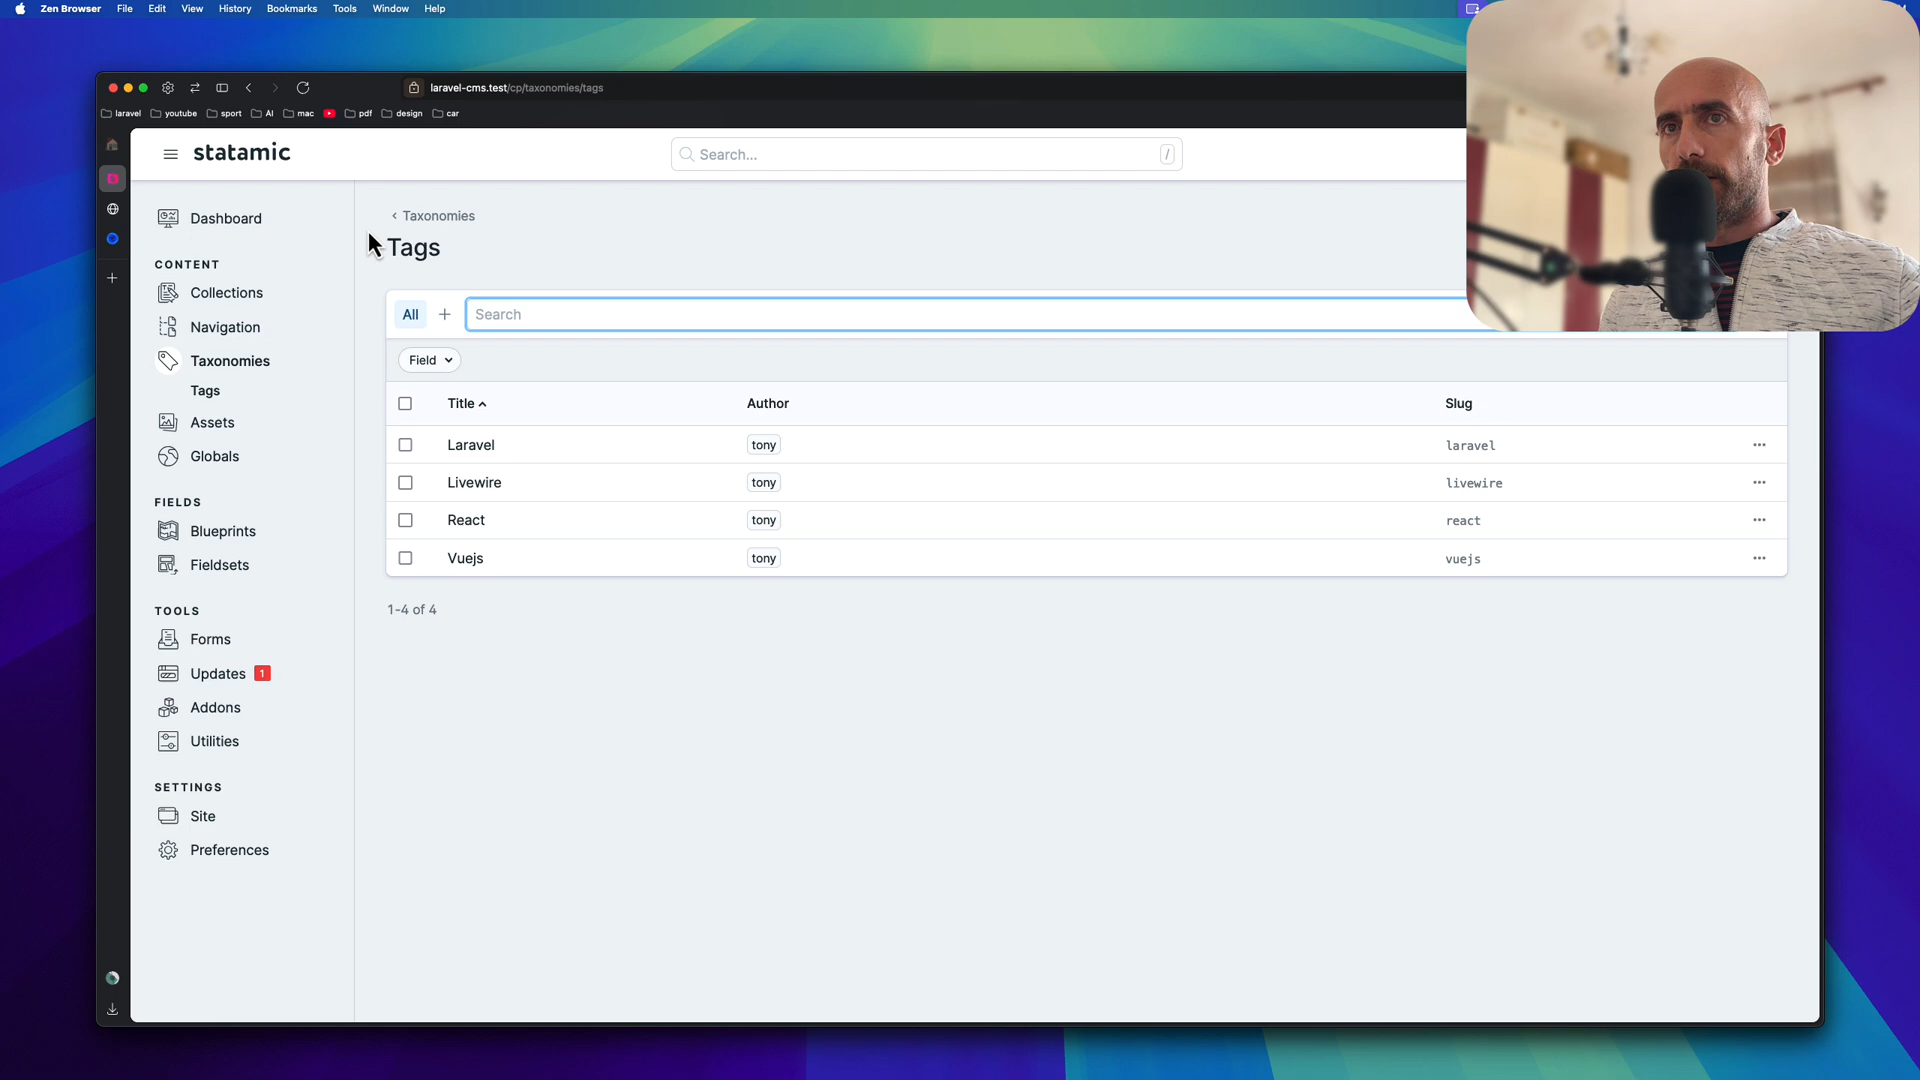 Zen Browser File Edit View History Bookmarks Tools Window Help
laravel-cms.test/cp/taxonomies/tags
laravel youtube sport AI mac pdf design car
statamic
Search...
/
Dashboard
CONTENT
Collections
Navigation
Taxonomies
Tags
Assets
Globals
FIELDS
Blueprints
Fieldsets
TOOLS
Forms
Updates 1
Addons
Utilities
SETTINGS
Site
Preferences
Taxonomies
Tags
All
Search
Field
Title Author Slug
Laravel tony laravel
Livewire tony livewire
React tony react
Vuejs tony vuejs
1-4 of 4